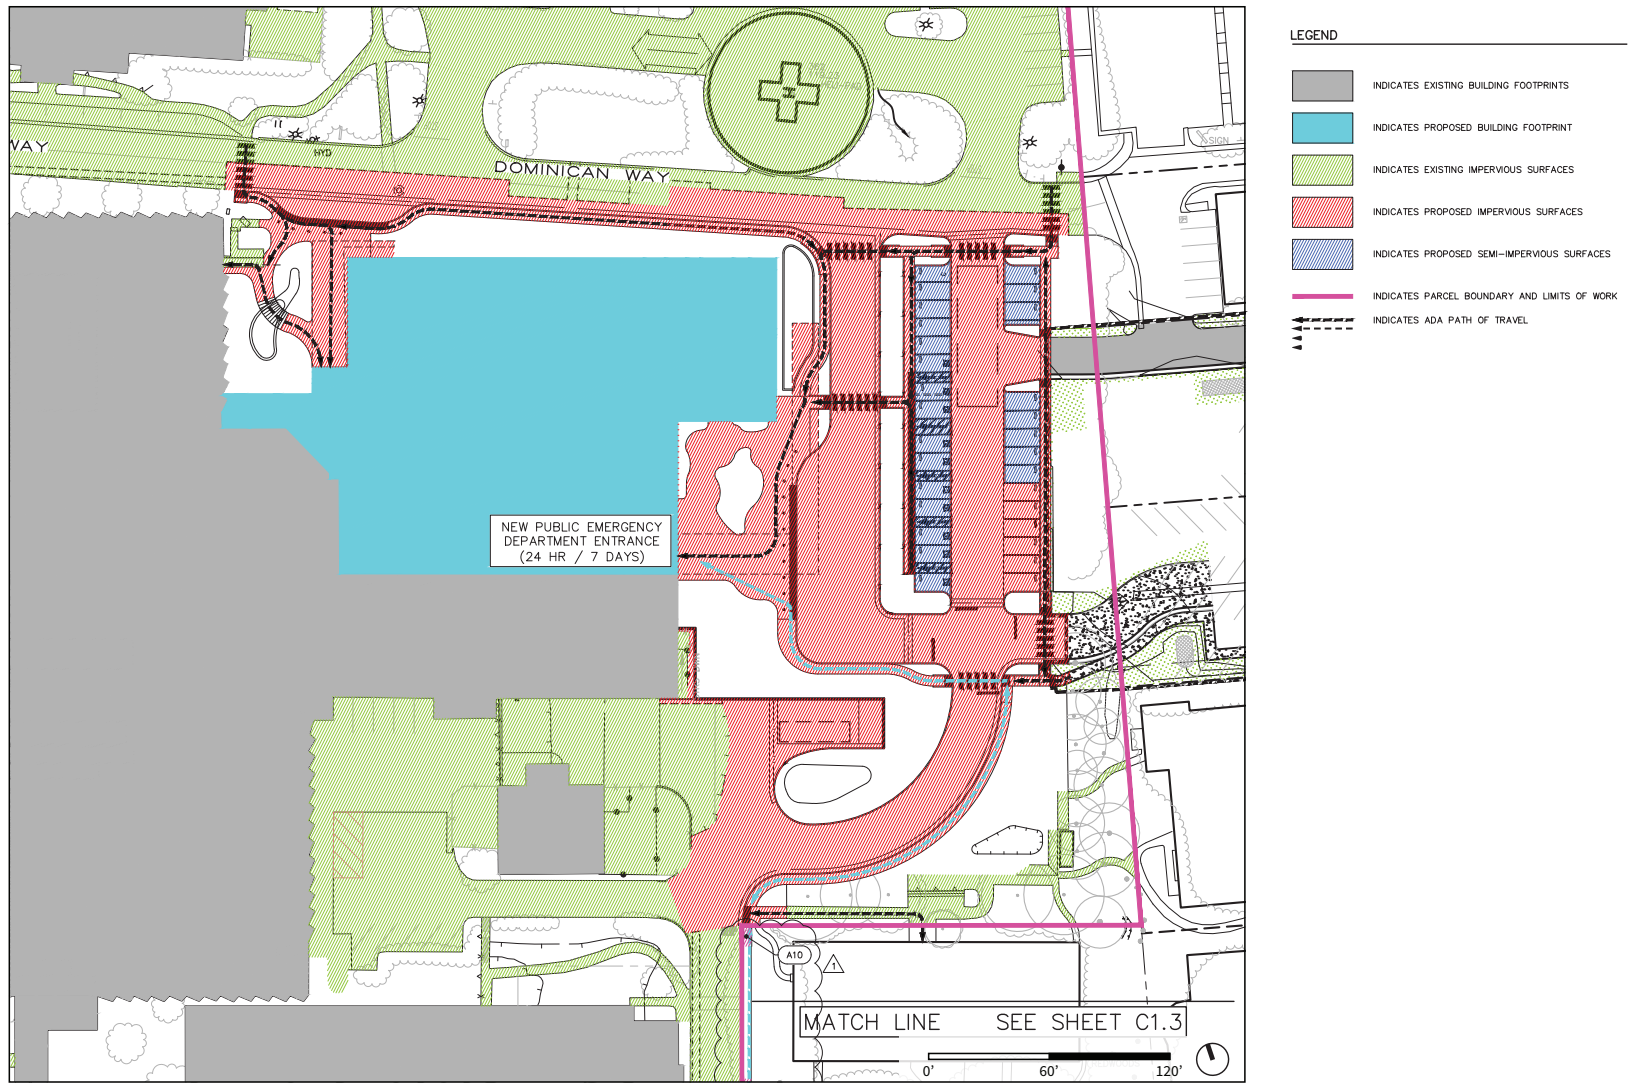 WAY
HYD
DOMINICAN WAY
H
SIGN
NEW PUBLIC EMERGENCY
DEPARTMENT ENTRANCE
(24 HR / 7 DAYS)
A10
1
MATCH LINE SEE SHEET C1.3
0' 60' 120'
LEGEND
INDICATES EXISTING BUILDING FOOTPRINTS
INDICATES PROPOSED BUILDING FOOTPRINT
INDICATES EXISTING IMPERVIOUS SURFACES
INDICATES PROPOSED IMPERVIOUS SURFACES
INDICATES PROPOSED SEMI-IMPERVIOUS SURFACES
INDICATES PARCEL BOUNDARY AND LIMITS OF WORK
INDICATES ADA PATH OF TRAVEL